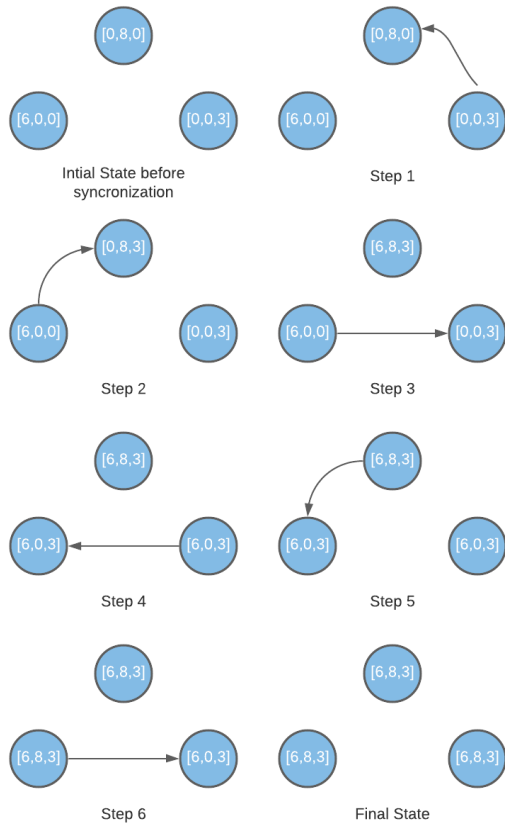 [0,8,0]
[6,0,0]
[0,0,3]
Intial State before
syncronization
[0,8,0]
[6,0,0]
[0,0,3]
Step 1
[0,8,3]
[6,0,0]
[0,0,3]
Step 2
[6,8,3]
[6,0,0]
[0,0,3]
Step 3
[6,8,3]
[6,0,3]
[6,0,3]
Step 4
[6,8,3]
[6,0,3]
[6,0,3]
Step 5
[6,8,3]
[6,8,3]
[6,0,3]
Step 6
[6,8,3]
[6,8,3]
[6,8,3]
Final State